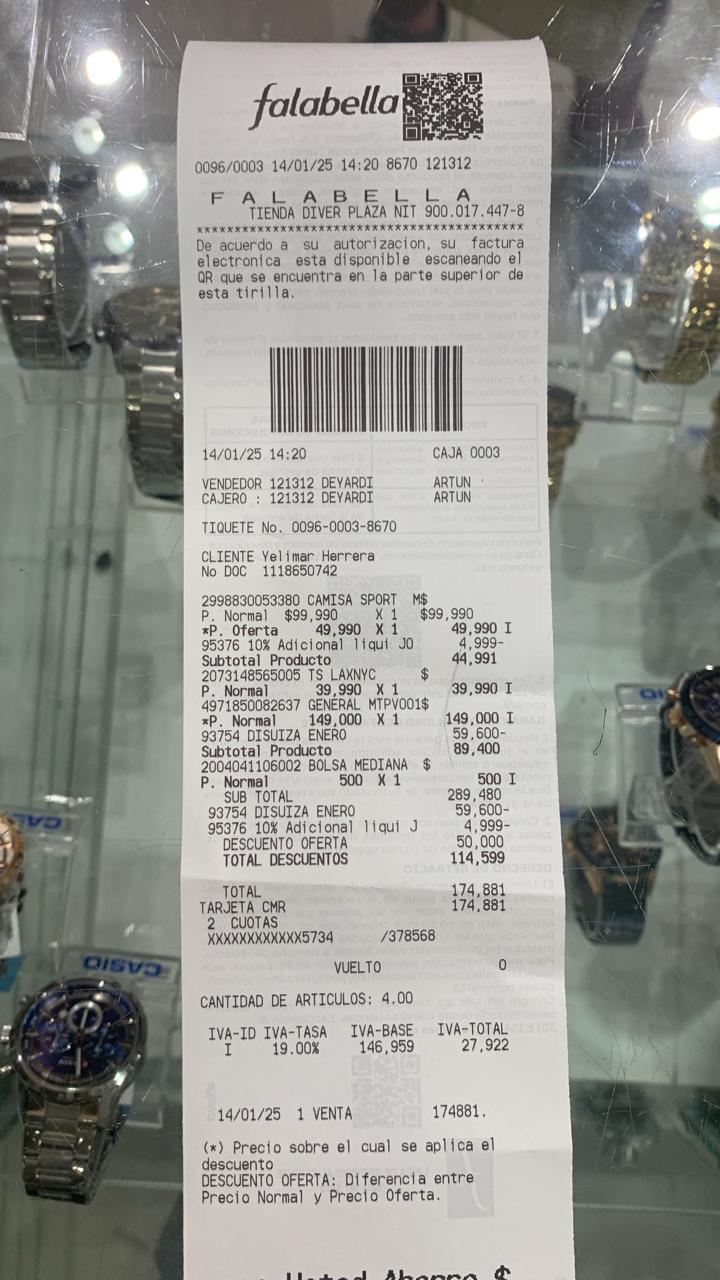 falabella
0096/0003 14/01/25 14:20 8670 121312
F A L A B E L L A
TIENDA DIVER PLAZA NIT 900.017.447-8
******************************************
De acuerdo a su autorizacion, su factura
electronica esta disponible escaneando el
QR que se encuentra en la parte superior de
esta tirilla.
14/01/25 14:20 CAJA 0003
VENDEDOR 121312 DEYARDI ARTUN
CAJERO : 121312 DEYARDI ARTUN
TIQUETE No. 0096-0003-8670
CLIENTE Yelimar Herrera
No DOC 1118650742
2998830053380 CAMISA SPORT M$
P. Normal $99,990 X 1 $99,990
*P. Oferta 49,990 X 1 49,990 I
95376 10% Adicional liqui JO 4,999-
Subtotal Producto 44,991
2073148565005 TS LAXNYC $
P. Normal 39,990 X 1 39,990 I
4971850082637 GENERAL MTPV001$
*P. Normal 149,000 X 1 149,000 I
93754 DISUIZA ENERO 59,600-
Subtotal Producto 89,400
2004041106002 BOLSA MEDIANA $
P. Normal 500 X 1 500 I
SUB TOTAL 289,480
93754 DISUIZA ENERO 59,600-
95376 10% Adicional liqui J 4,999-
DESCUENTO OFERTA 50,000
TOTAL DESCUENTOS 114,599
TOTAL 174,881
TARJETA CMR 174,881
2 CUOTAS
XXXXXXXXXXXX5734 /378568
VUELTO 0
CANTIDAD DE ARTICULOS: 4.00
IVA-ID IVA-TASA IVA-BASE IVA-TOTAL
I 19.00% 146,959 27,922
14/01/25 1 VENTA 174881.
(*) Precio sobre el cual se aplica el
descuento
DESCUENTO OFERTA: Diferencia entre
Precio Normal y Precio Oferta.
Usted Ahorro $
CASIO